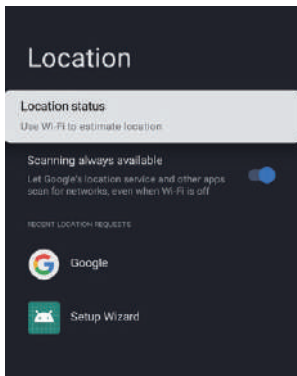 Location
Location status
Use Wi-Fi to estimate location
Scanning always available
Let Google's location service and other apps
scan for networks, even when Wi-Fi is off
RECENT LOCATION REQUESTS
Google
Setup Wizard